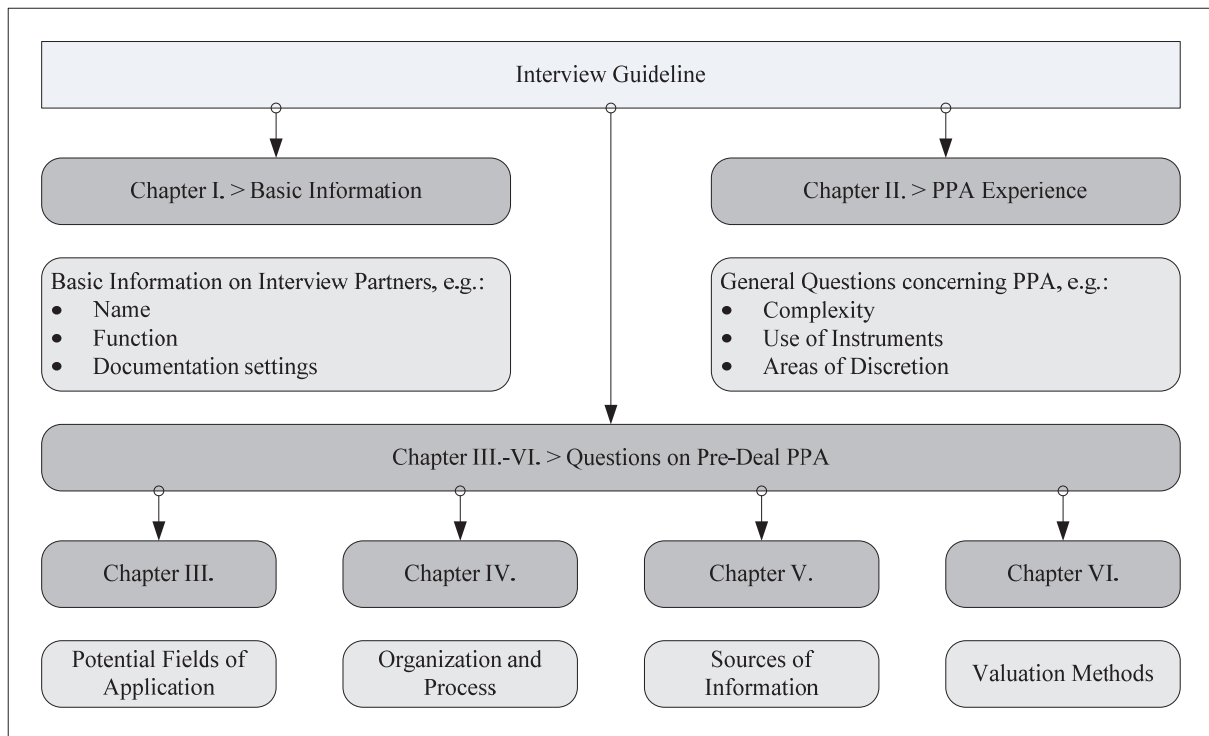 Interview Guideline
Chapter I. > Basic Information
Chapter II. > PPA Experience
Basic Information on Interview Partners, e.g.:
• Name
• Function
• Documentation settings
General Questions concerning PPA, e.g.:
• Complexity
• Use of Instruments
• Areas of Discretion
Chapter III.-VI. > Questions on Pre-Deal PPA
Chapter III.
Chapter IV.
Chapter V.
Chapter VI.
Potential Fields of
Application
Organization and
Process
Sources of
Information
Valuation Methods